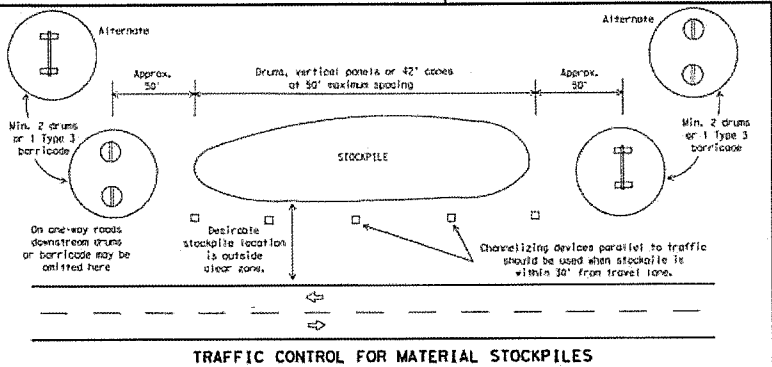 Alternate
Alternate
Approx.
50'
Drums, vertical panels or 42" cones
at 50' maximum spacing
Approx.
50'
Min. 2 drums
or 1 Type 3
barricade
Min. 2 drums
or 1 Type 3
barricade
STOCKPILE
On one-way roads
downstream drums
or barricade may be
omitted here
Desirable
stockpile location
is outside
clear zone.
Channelizing devices parallel to traffic
should be used when stockpile is
within 30' from travel lane.
TRAFFIC CONTROL FOR MATERIAL STOCKPILES